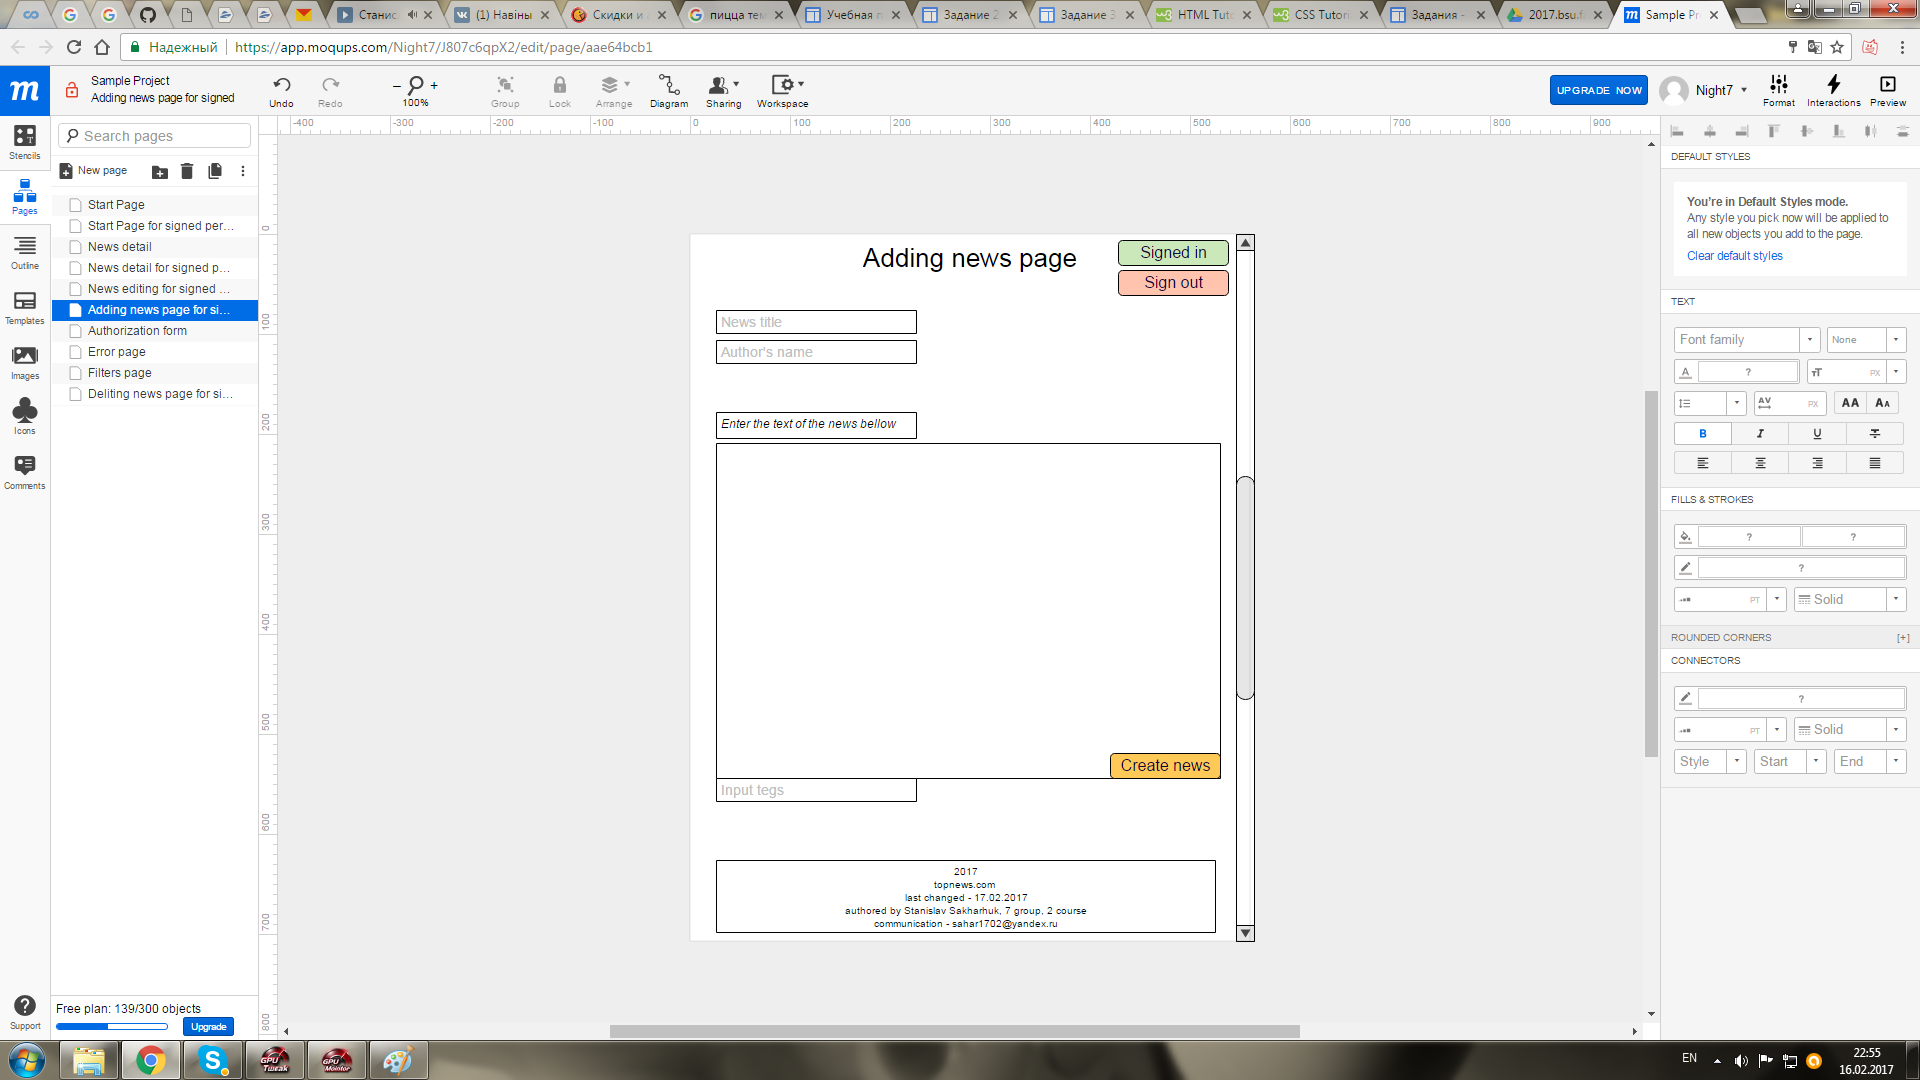 Станис
(1) Навіны
Скидки и
пицца тем
Учебная п
Задание 2
Задание 3
HTML Tuto
CSS Tutori
Задания -
2017.bsu.fa
Sample Pr
Надежный
https://app.moqups.com/Night7/J807c6qpX2/edit/page/aae64bcb1
m
Sample Project
Adding news page for signed
Undo
Redo
100%
Group
Lock
Arrange
Diagram
Sharing
Workspace
UPGRADE NOW
Night7
Format
Interactions
Preview
Stencils
Pages
Outline
Templates
Images
Icons
Comments
Support
Search pages
New page
Start Page
Start Page for signed per...
News detail
News detail for signed p...
News editing for signed ...
Adding news page for si...
Authorization form
Error page
Filters page
Deliting news page for si...
Free plan: 139/300 objects
Upgrade
-400 -300 -200 -100 0 100 200 300 400 500 600 700 800 900
0 100 200 300 400 500 600 700 800
Adding news page
Signed in
Sign out
News title
Author's name
Enter the text of the news bellow
Create news
Input tegs
2017
topnews.com
last changed - 17.02.2017
authored by Stanislav Sakharhuk, 7 group, 2 course
communication - sahar1702@yandex.ru
DEFAULT STYLES
You're in Default Styles mode.
Any style you pick now will be applied to
all new objects you add to the page.
Clear default styles
TEXT
Font family
None
A ? PX
AV PX AA AA
B I U
FILLS & STROKES
? ?
?
PT Solid
ROUNDED CORNERS [+]
CONNECTORS
?
PT Solid
Style Start End
GPU Tweak
GPU Monitor
EN
22:55
16.02.2017